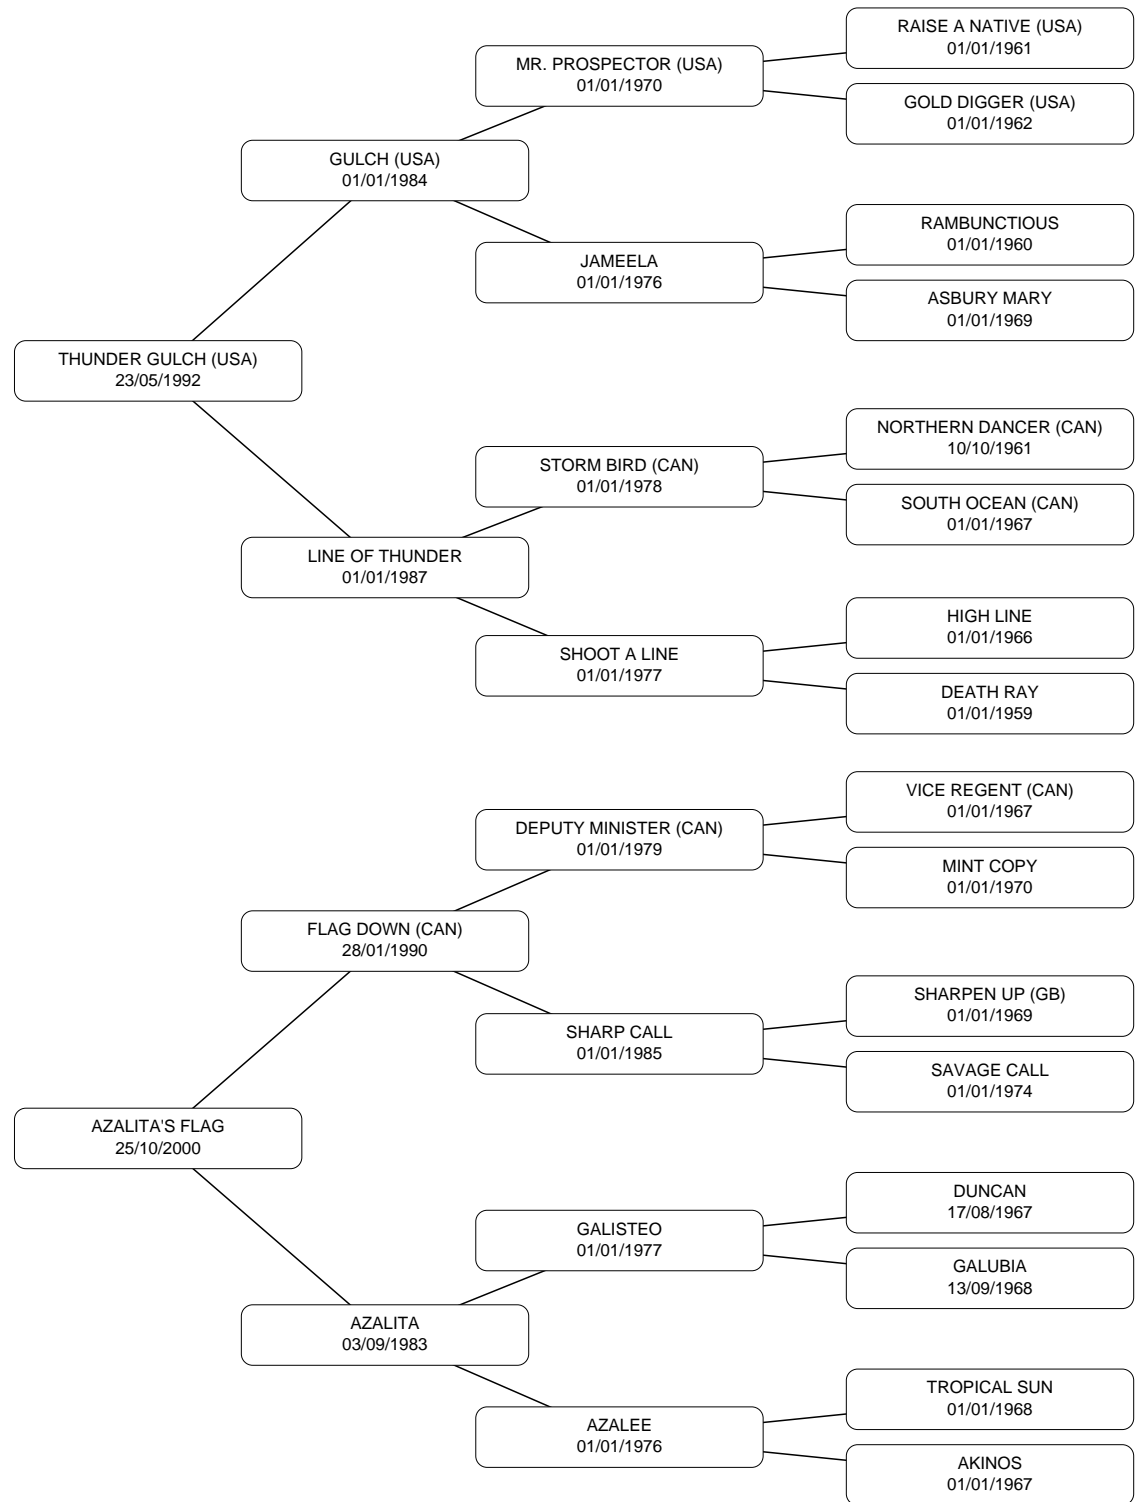 RAISE A NATIVE (USA)
01/01/1961
MR. PROSPECTOR (USA)
01/01/1970
GOLD DIGGER (USA)
01/01/1962
GULCH (USA)
01/01/1984
RAMBUNCTIOUS
01/01/1960
JAMEELA
01/01/1976
ASBURY MARY
01/01/1969
THUNDER GULCH (USA)
23/05/1992
NORTHERN DANCER (CAN)
10/10/1961
STORM BIRD (CAN)
01/01/1978
SOUTH OCEAN (CAN)
01/01/1967
LINE OF THUNDER
01/01/1987
HIGH LINE
01/01/1966
SHOOT A LINE
01/01/1977
DEATH RAY
01/01/1959
VICE REGENT (CAN)
01/01/1967
DEPUTY MINISTER (CAN)
01/01/1979
MINT COPY
01/01/1970
FLAG DOWN (CAN)
28/01/1990
SHARPEN UP (GB)
01/01/1969
SHARP CALL
01/01/1985
SAVAGE CALL
01/01/1974
AZALITA'S FLAG
25/10/2000
DUNCAN
17/08/1967
GALISTEO
01/01/1977
GALUBIA
13/09/1968
AZALITA
03/09/1983
TROPICAL SUN
01/01/1968
AZALEE
01/01/1976
AKINOS
01/01/1967